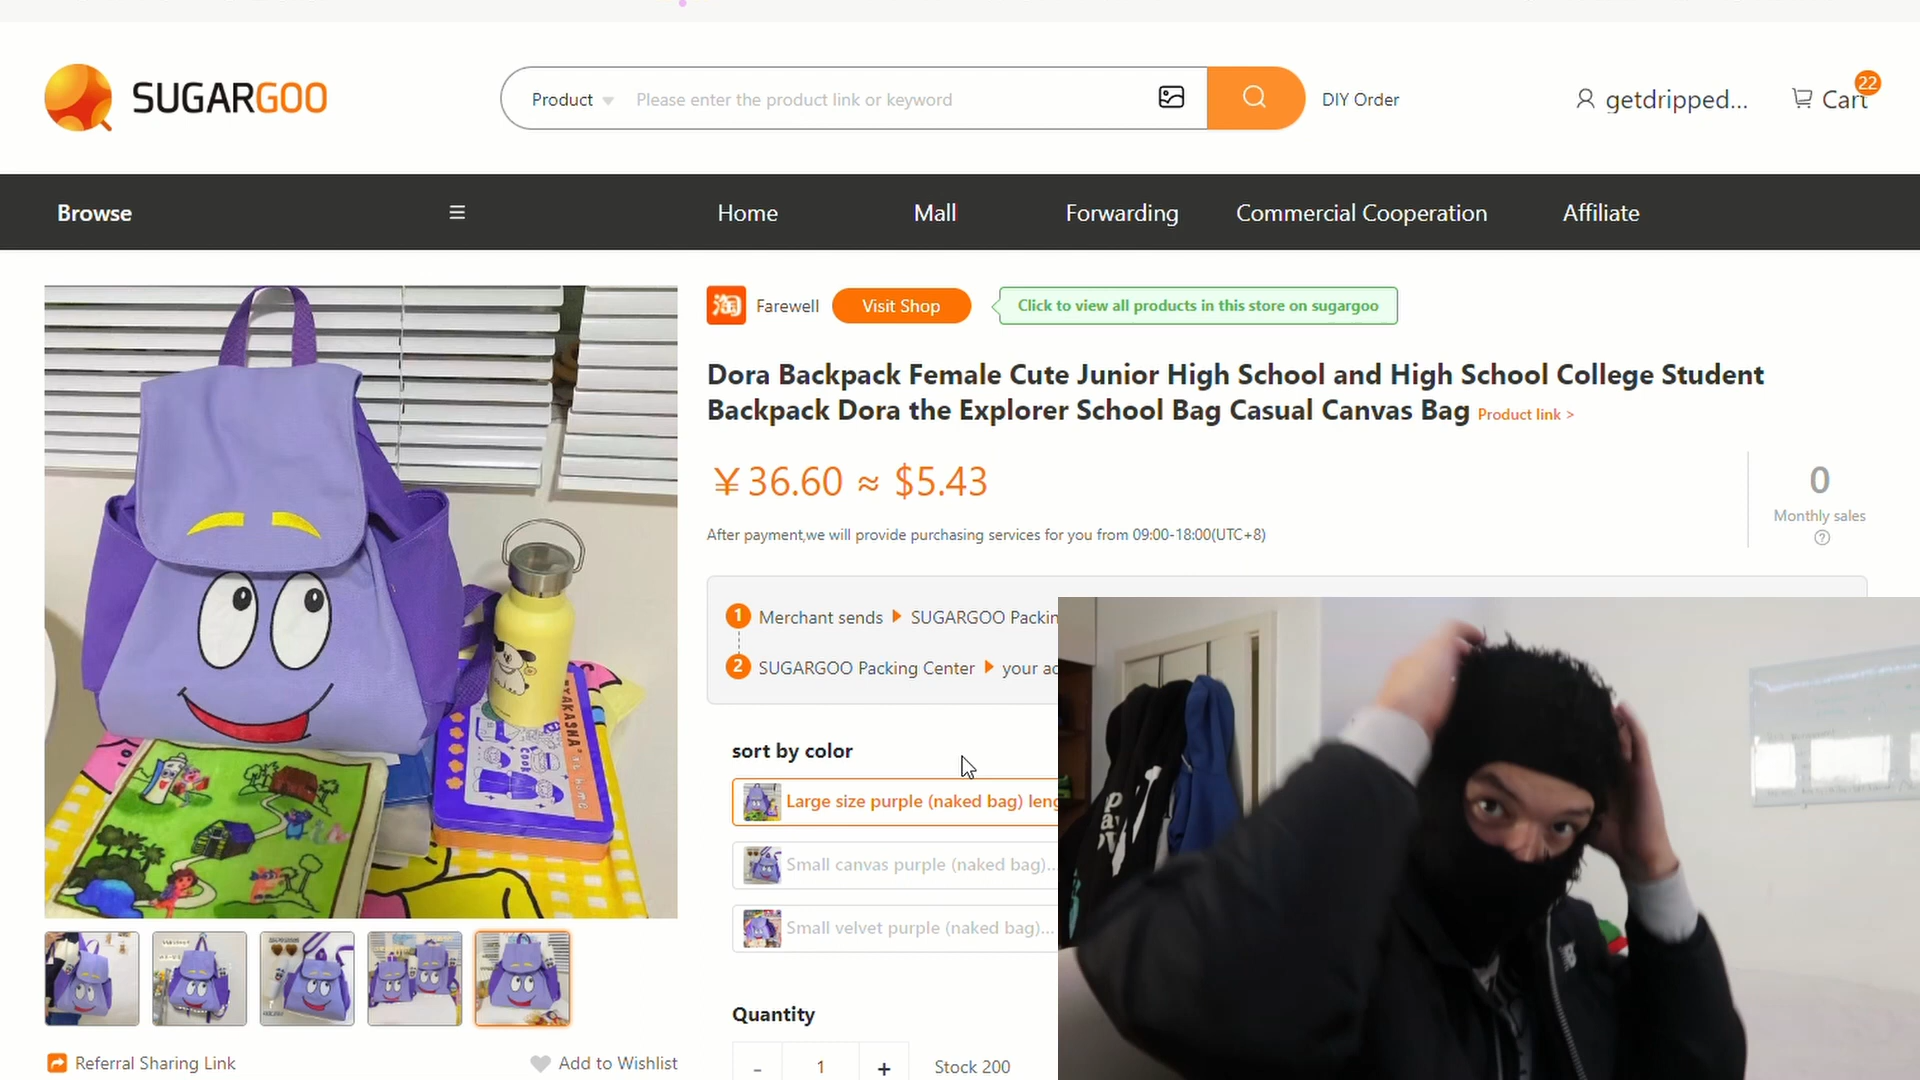 SUGARGOO
Product
Please enter the product link or keyword
DIY Order
getdripped...
Cart
22
Browse
Home
Mall
Forwarding
Commercial Cooperation
Affiliate
淘
Farewell
Visit Shop
Click to view all products in this store on sugargoo
Dora Backpack Female Cute Junior High School and High School College Student
Backpack Dora the Explorer School Bag Casual Canvas Bag Product link >
¥36.60 ≈ $5.43
0
Monthly sales
?
After payment,we will provide purchasing services for you from 09:00-18:00(UTC+8)
1 Merchant sends SUGARGOO Packin
2 SUGARGOO Packing Center your ad
sort by color
Large size purple (naked bag) leng
Small canvas purple (naked bag)...
Small velvet purple (naked bag)...
Quantity
- 1 + Stock 200
Referral Sharing Link
Add to Wishlist